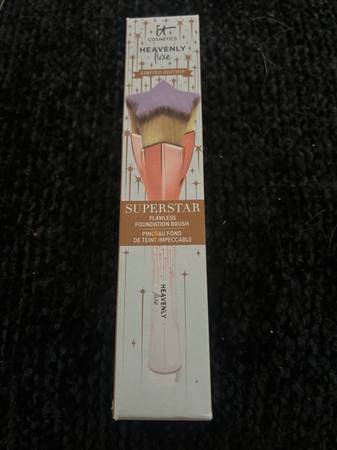 it
COSMETICS
HEAVENLY
luxe
LIMITED EDITION
SUPERSTAR
FLAWLESS
FOUNDATION BRUSH
PINCEAU FOND
DE TEINT IMPECCABLE
HEAVENLY
luxe